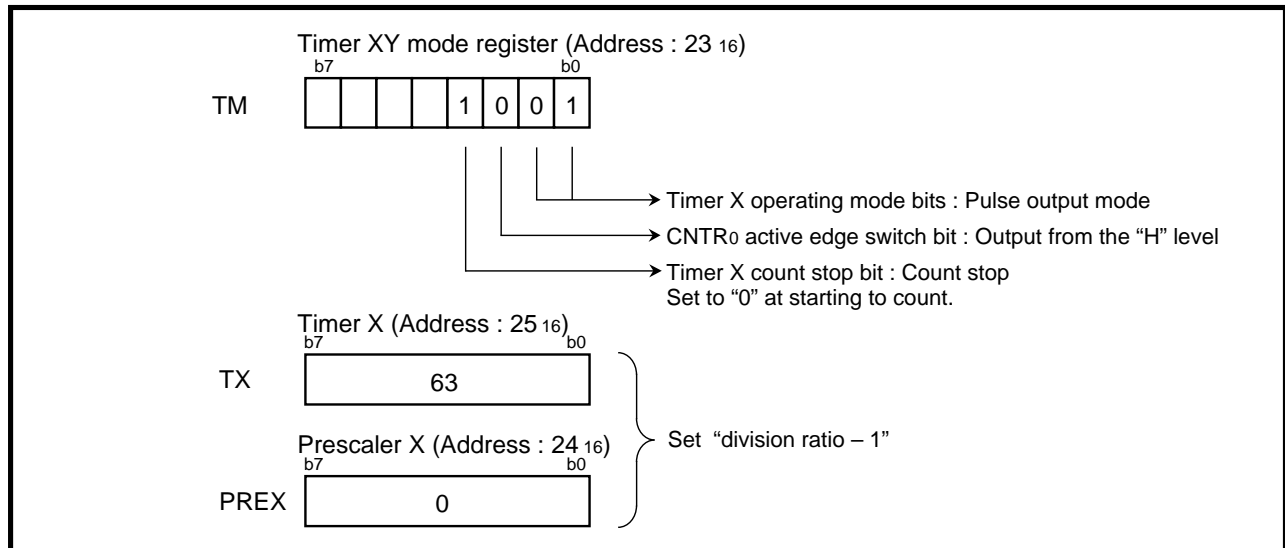 Timer XY mode register (Address : 23 16)
b7 b0
TM 1 0 0 1
Timer X operating mode bits : Pulse output mode
CNTR0 active edge switch bit : Output from the “H” level
Timer X count stop bit : Count stop
Set to “0” at starting to count.
Timer X (Address : 25 16)
b7 b0
TX 63
Set “division ratio – 1”
Prescaler X (Address : 24 16)
b7 b0
PREX 0